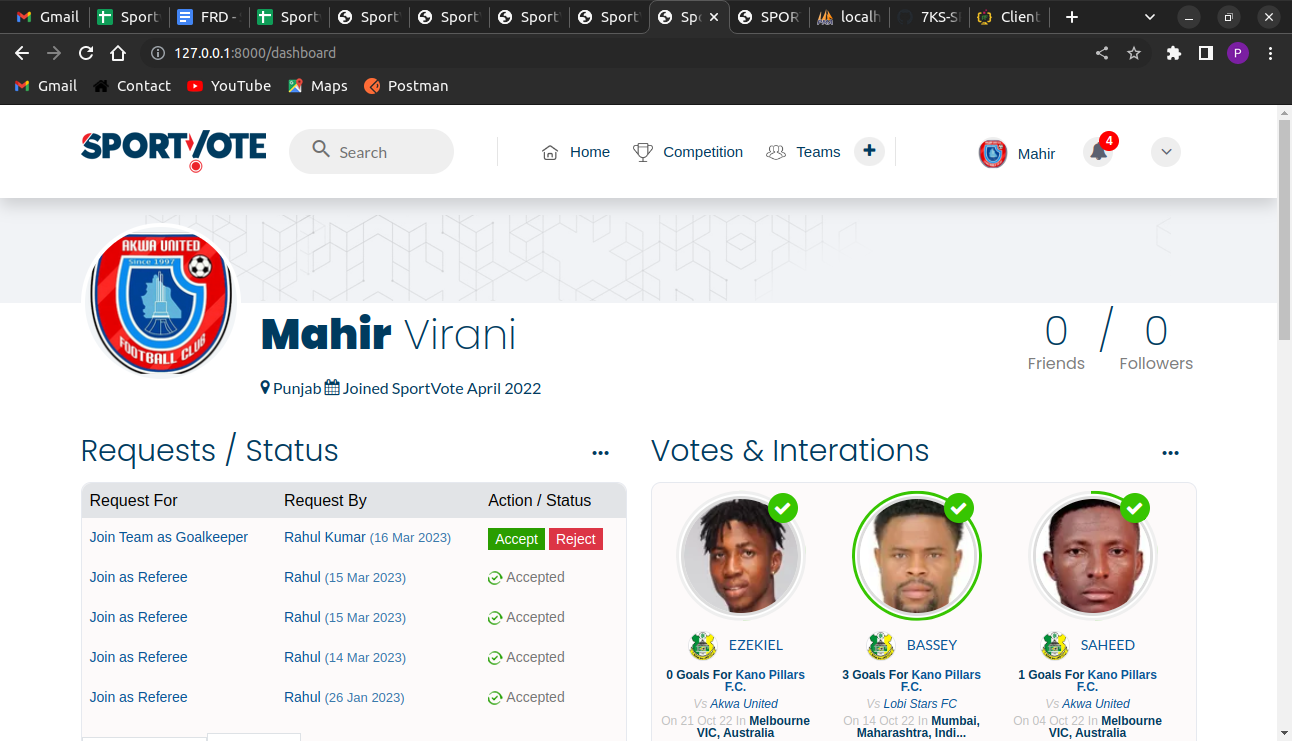 Gmail Sport FRD - Sport Sport Sport Sport Sport Sp SPOR localh 7KS-S Client
127.0.0.1:8000/dashboard
P
Gmail Contact YouTube Maps Postman
SPORTVOTE Search Home Competition Teams Mahir 4
AKWA UNITED
Since 1997
FOOTBALL CLUB
Mahir Virani
0 / 0
Friends Followers
Punjab Joined SportVote April 2022
Requests / Status ...
Votes & Interations ...
Request For Request By Action / Status
Join Team as Goalkeeper Rahul Kumar (16 Mar 2023) Accept Reject
Join as Referee Rahul (15 Mar 2023) Accepted
Join as Referee Rahul (15 Mar 2023) Accepted
Join as Referee Rahul (14 Mar 2023) Accepted
Join as Referee Rahul (26 Jan 2023) Accepted
EZEKIEL
0 Goals For Kano Pillars
F.C.
Vs Akwa United
On 21 Oct 22 In Melbourne
VIC, Australia
BASSEY
3 Goals For Kano Pillars
F.C.
Vs Lobi Stars FC
On 14 Oct 22 In Mumbai,
Maharashtra, Indi...
SAHEED
1 Goals For Kano Pillars
F.C.
Vs Akwa United
On 04 Oct 22 In Melbourne
VIC, Australia